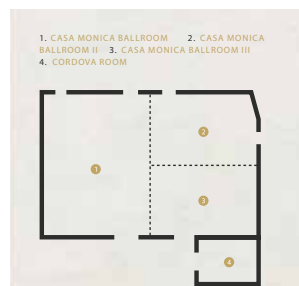 1. CASA MONICA BALLROOM 2. CASA MONICA
BALLROOM II 3. CASA MONICA BALLROOM III
4. CORDOVA ROOM
2
1
3
4